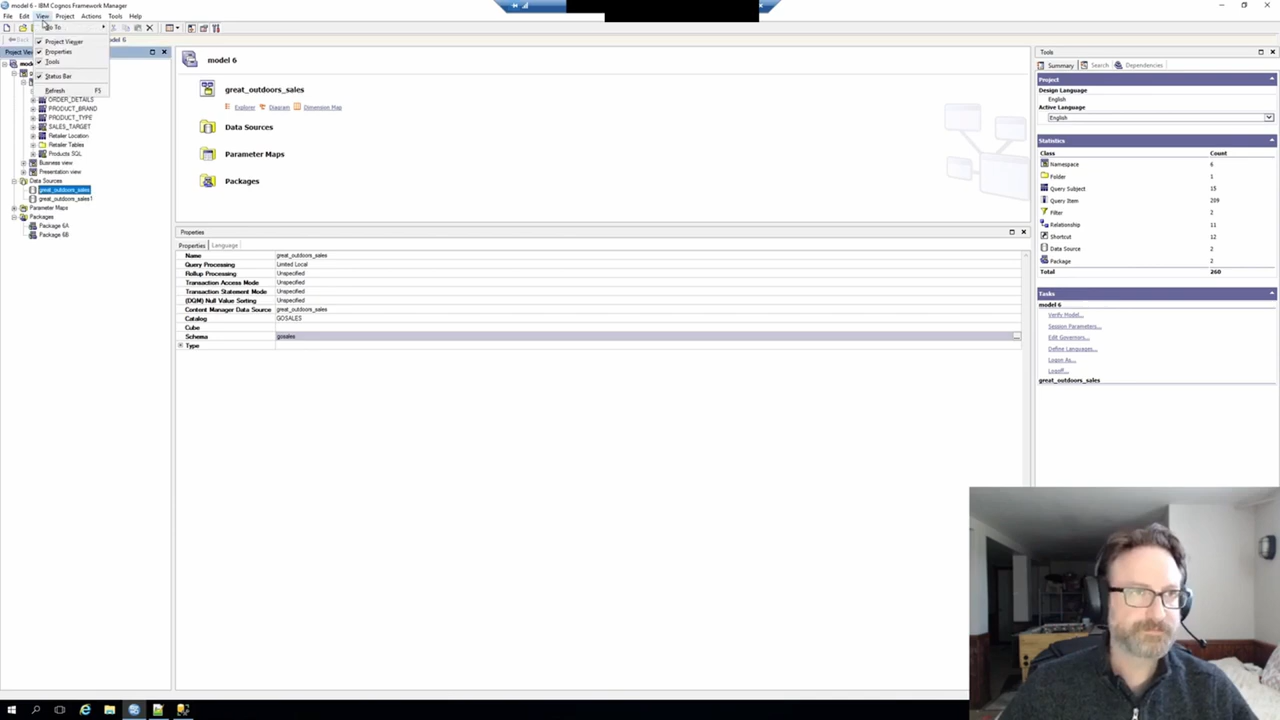 model 6 - IBM Cognos Framework Manager
File Edit View Project Actions Tools Help
Project Viewer
Properties
Tools
Status Bar
Refresh F5
ORDER_DETAILS
PRODUCT_BRAND
PRODUCT_TYPE
SALES_TARGET
Retailer Location
Retailer Tables
Products SQL
Business view
Presentation view
Data Sources
great_outdoors_sales
great_outdoors_sales1
Parameter Maps
Packages
Package 6A
Package 6B
model 6
great_outdoors_sales
Explorer Diagram Dimension Map
Data Sources
Parameter Maps
Packages
Properties
Properties Language
Name great_outdoors_sales
Query Processing Limited Local
Rollup Processing Unspecified
Transaction Access Mode Unspecified
Transaction Statement Mode Unspecified
(DQM) Null Value Sorting Unspecified
Content Manager Data Source great_outdoors_sales
Catalog GOSALES
Cube
Schema gosales
Type
Tools
Summary Search Dependencies
Project
Design Language
English
Active Language
English
Statistics
Class Count
Namespace 6
Folder 1
Query Subject 15
Query Item 209
Filter 2
Relationship 11
Shortcut 12
Data Source 2
Package 2
Total 260
Tasks
model 6
Verify Model...
Session Parameters...
Edit Governors...
Define Languages...
Logon As...
Logoff...
great_outdoors_sales